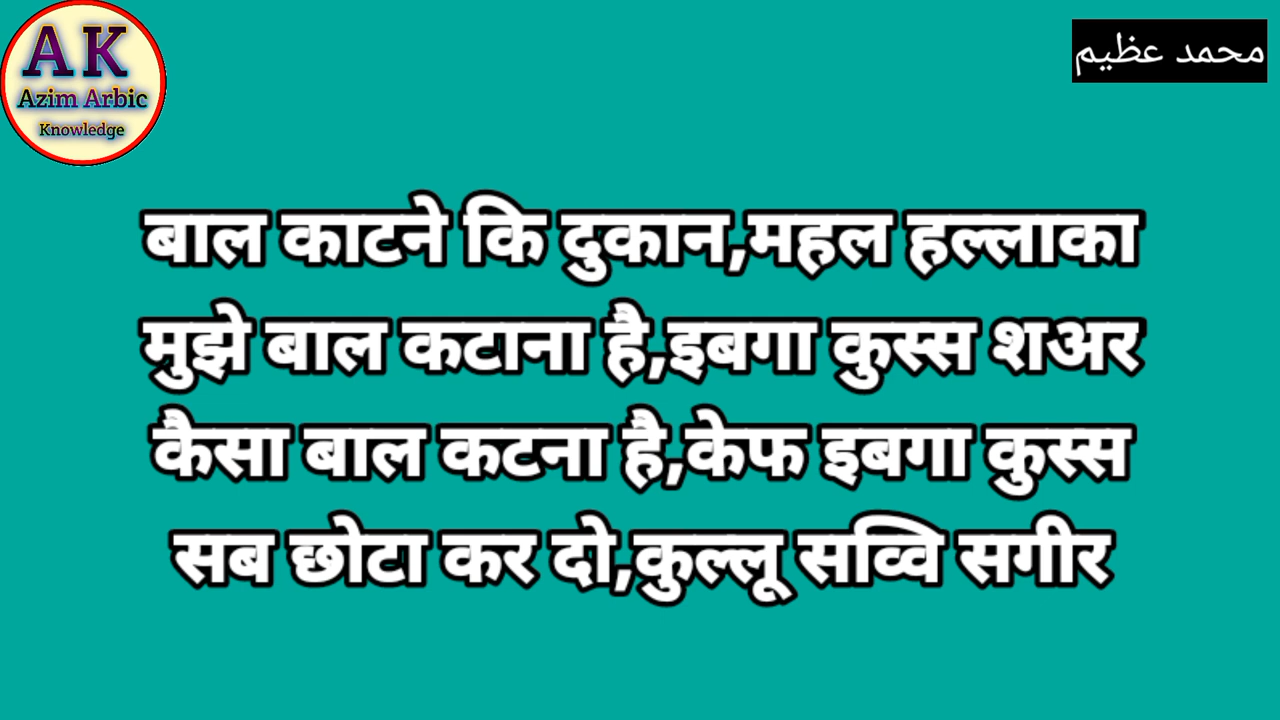 AK
Azim Arbic
Knowledge
محمد عظيم
बाल काटने कि दुकान,महल हल्लाका
मुझे बाल कटाना है,इबगा कुस्स शअर
कैसा बाल कटना है,केफ इबगा कुस्स
सब छोटा कर दो,कुल्लू सव्वि सगीर